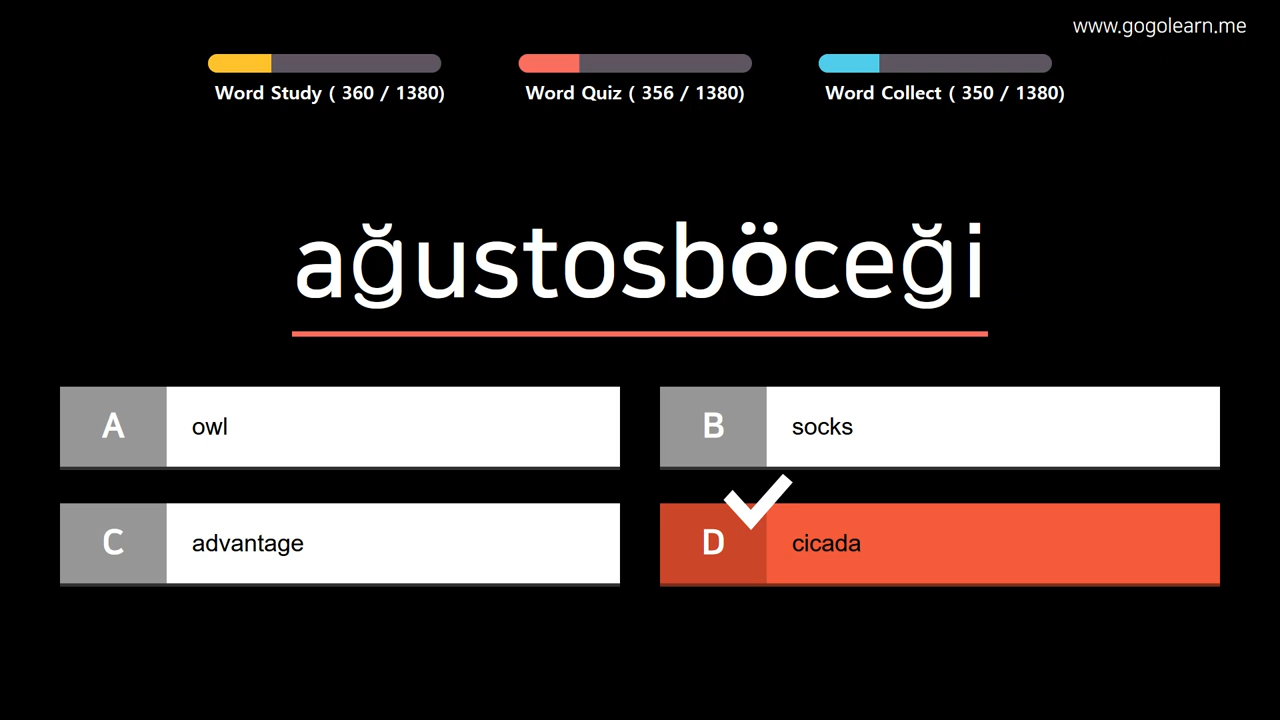 www.gogolearn.me
Word Study ( 360 / 1380)
Word Quiz ( 356 / 1380)
Word Collect ( 350 / 1380)
ağustosböceği
A owl
B socks
C advantage
D cicada